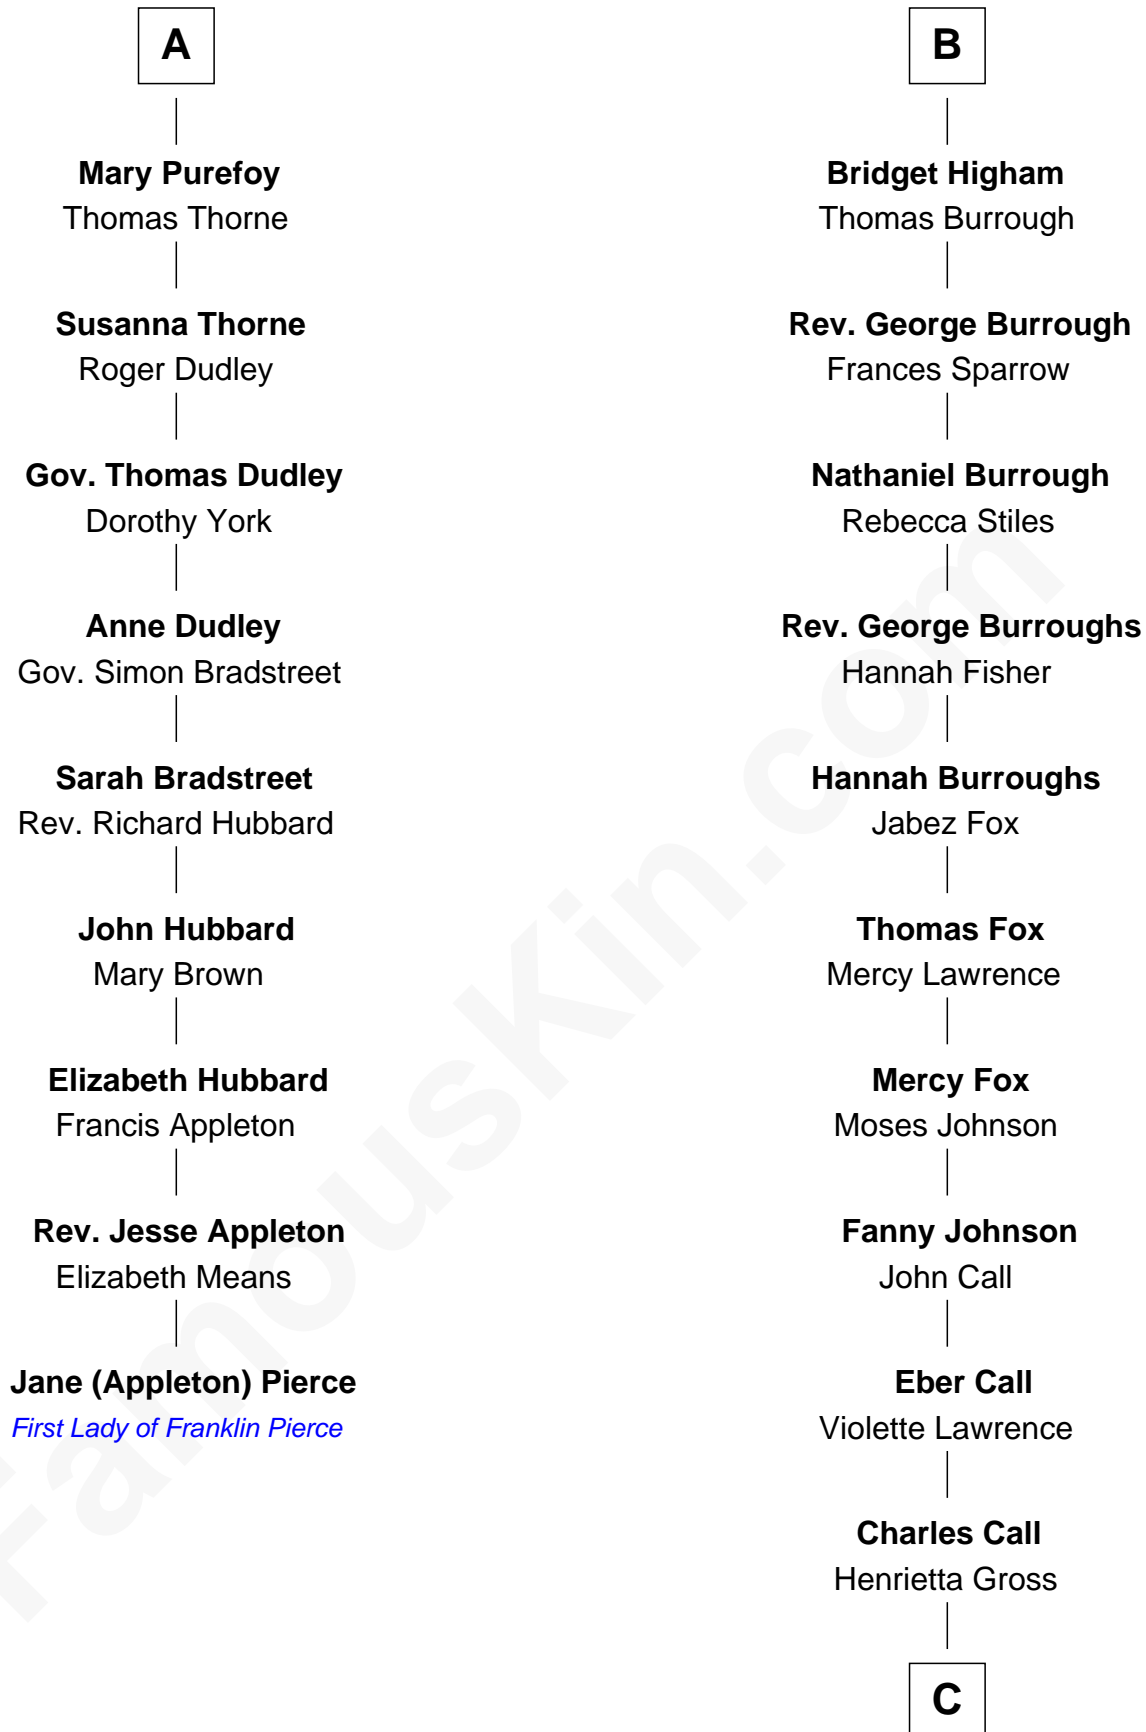 A
Mary Purefoy
Thomas Thorne
Susanna Thorne
Roger Dudley
Gov. Thomas Dudley
Dorothy York
Anne Dudley
Gov. Simon Bradstreet
Sarah Bradstreet
Rev. Richard Hubbard
John Hubbard
Mary Brown
Elizabeth Hubbard
Francis Appleton
Rev. Jesse Appleton
Elizabeth Means
Jane (Appleton) Pierce
First Lady of Franklin Pierce
B
Bridget Higham
Thomas Burrough
Rev. George Burrough
Frances Sparrow
Nathaniel Burrough
Rebecca Stiles
Rev. George Burroughs
Hannah Fisher
Hannah Burroughs
Jabez Fox
Thomas Fox
Mercy Lawrence
Mercy Fox
Moses Johnson
Fanny Johnson
John Call
Eber Call
Violette Lawrence
Charles Call
Henrietta Gross
C
FamousKin.com